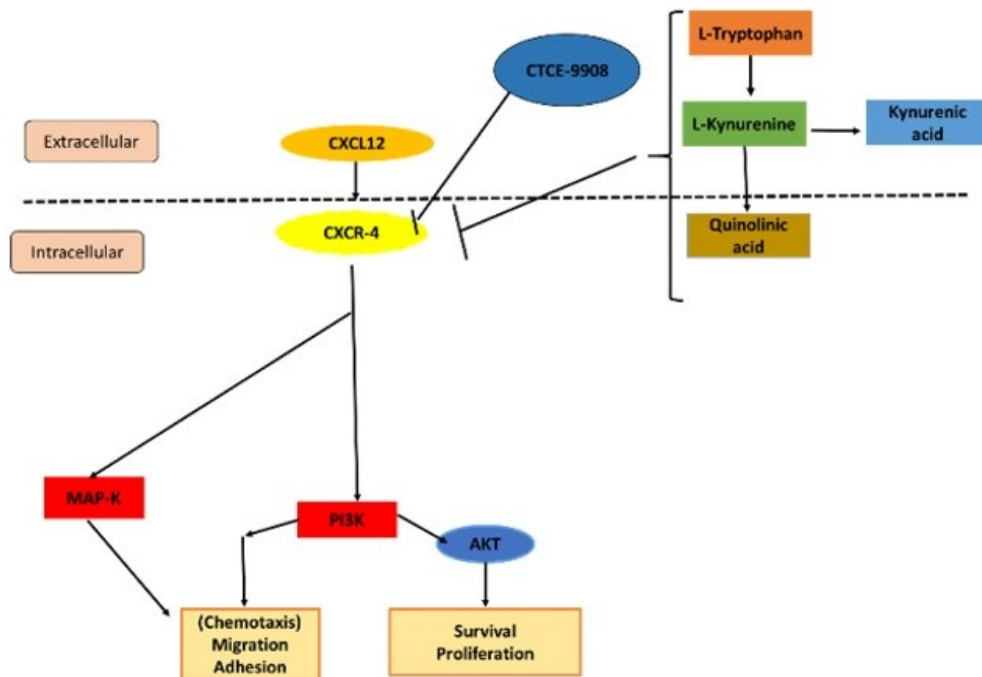 L-Tryptophan
CTCE-9908
L-Kynurenine
Kynurenic
acid
Extracellular
CXCL12
CXCR-4
Quinolinic
acid
Intracellular
MAP-K
PI3K
AKT
(Chemotaxis)
Migration
Adhesion
Survival
Proliferation